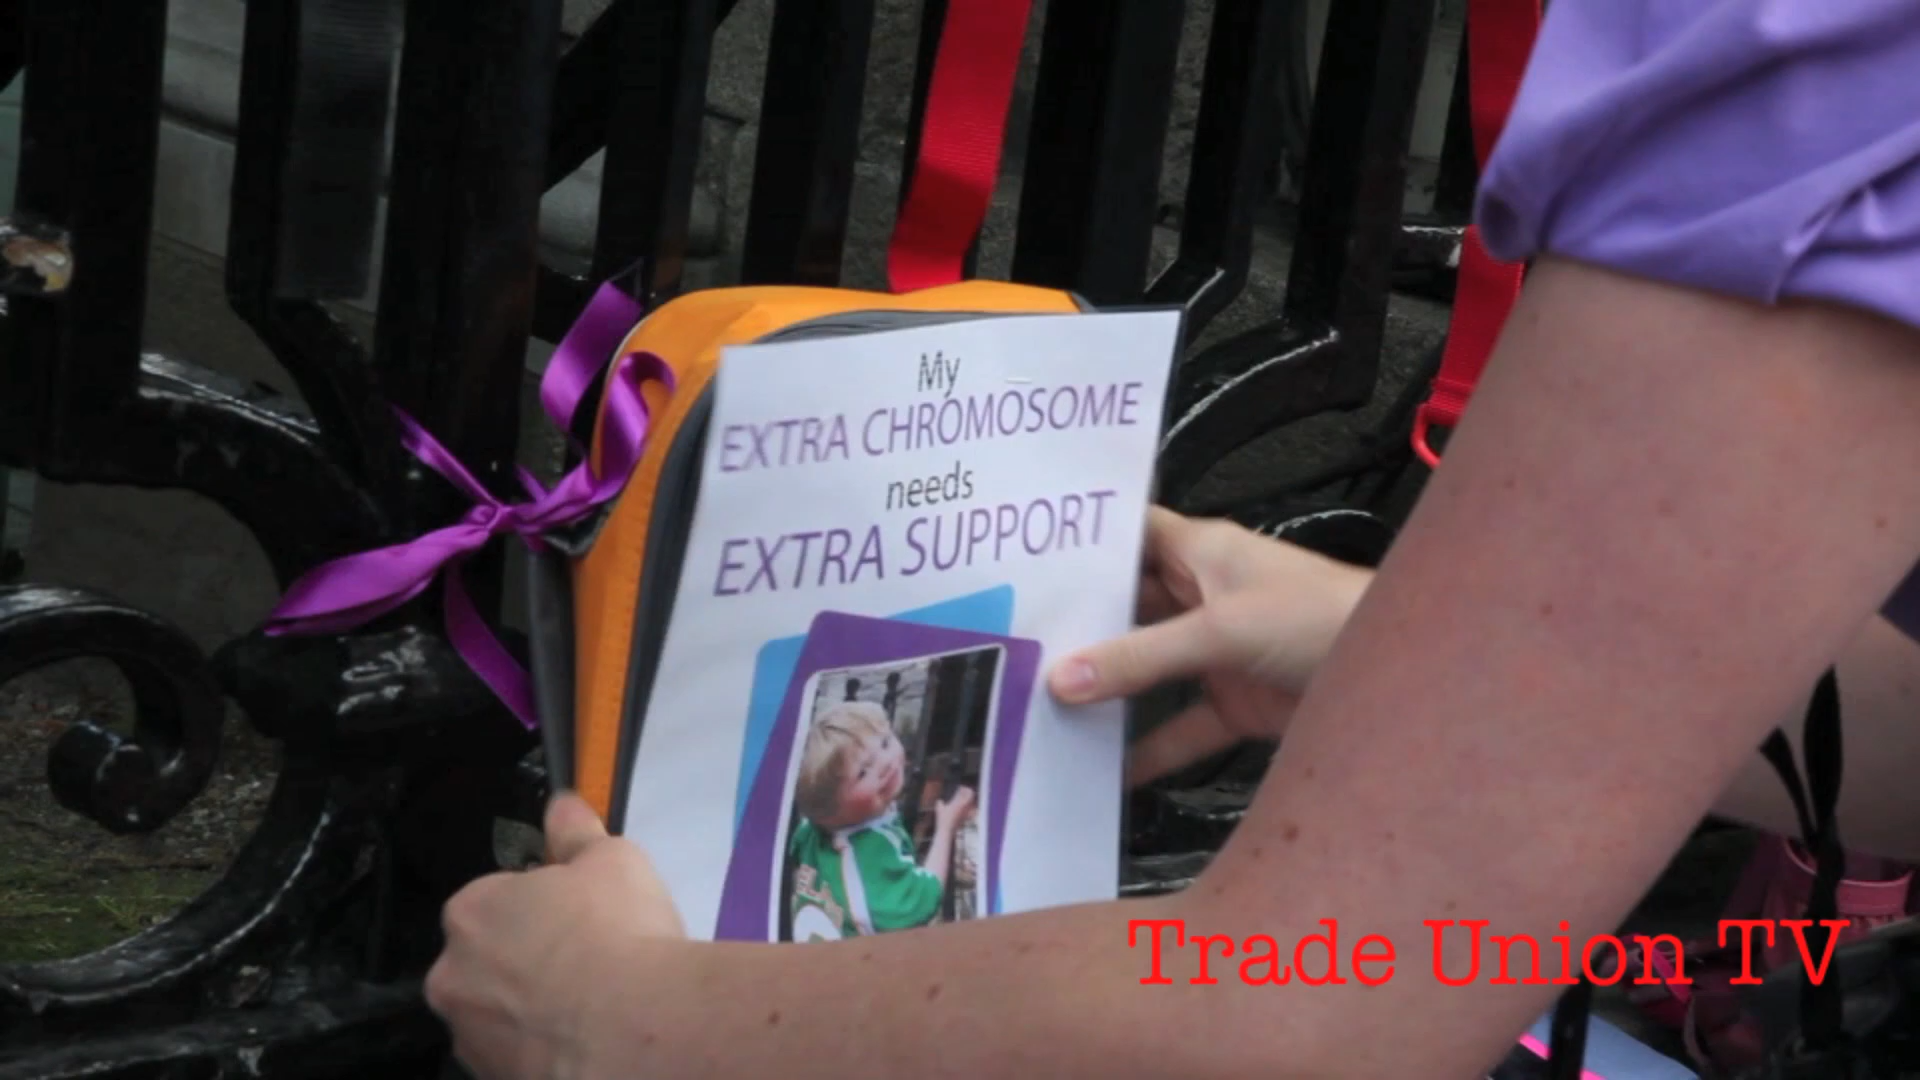 My
EXTRA CHROMOSOME
needs
EXTRA SUPPORT
Trade Union TV